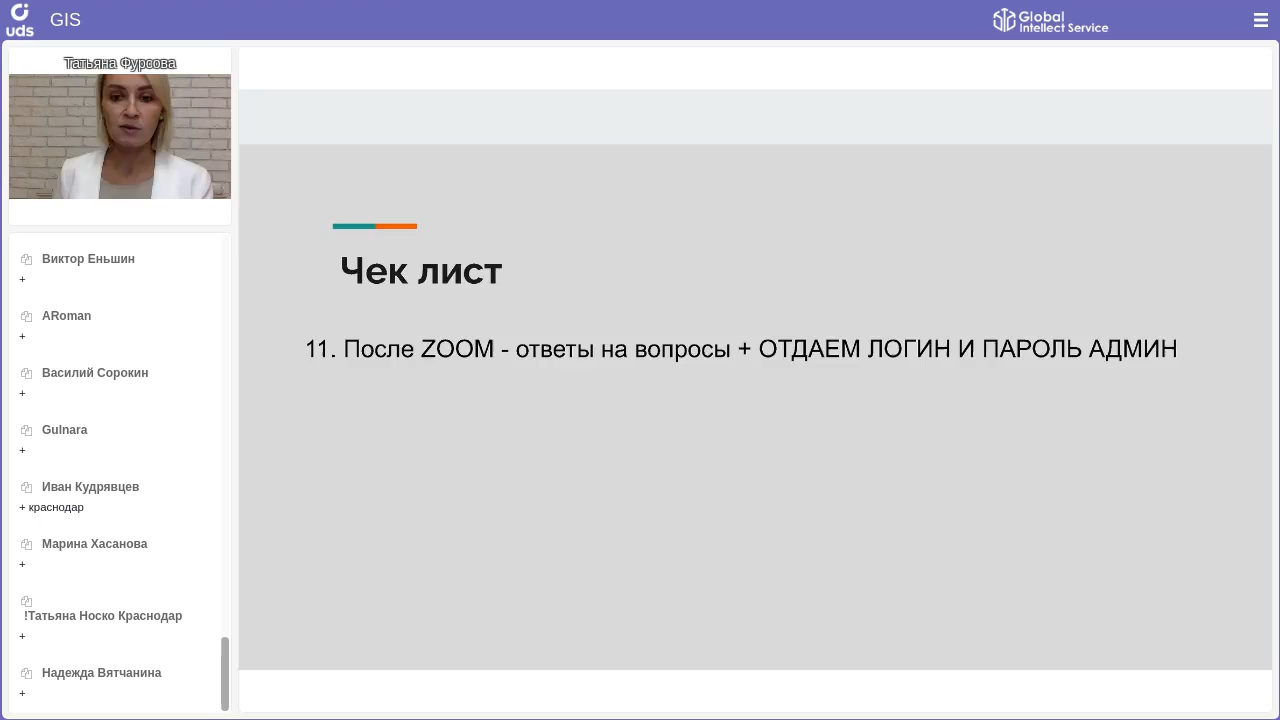 uds
GIS
Global
Intellect Service
Татьяна Фурсова
Виктор Еньшин
+
ARoman
+
Василий Сорокин
+
Gulnara
+
Иван Кудрявцев
+ краснодар
Марина Хасанова
+
!Татьяна Носко Краснодар
+
Надежда Вятчанина
+
Чек лист
11. После ZOOM - ответы на вопросы + ОТДАЕМ ЛОГИН И ПАРОЛЬ АДМИН